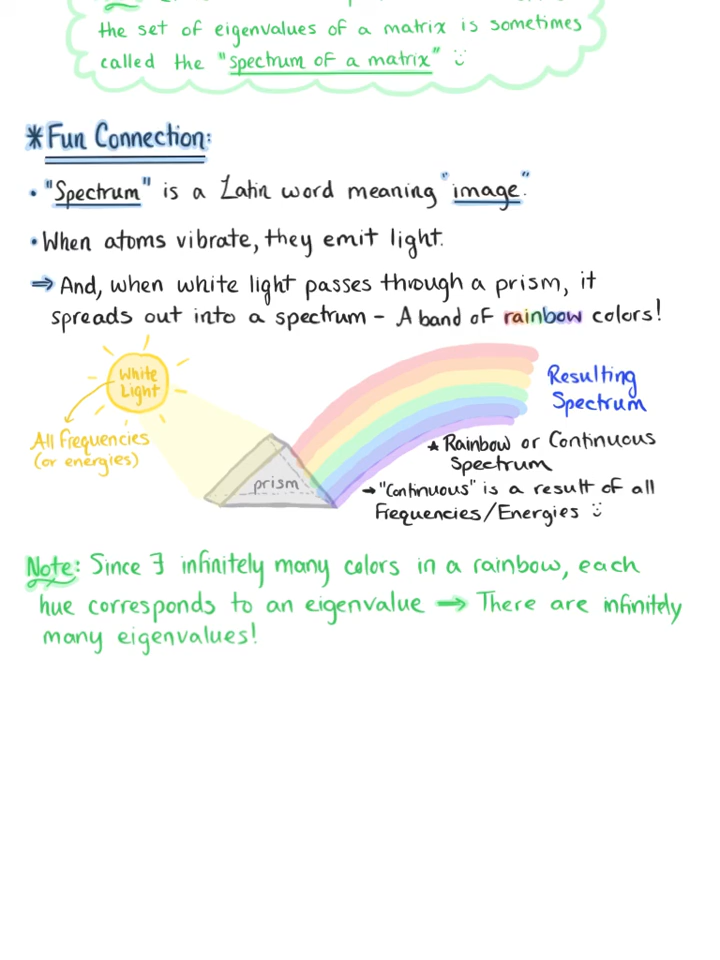 the set of eigenvalues of a matrix is sometimes
called the "spectrum of a matrix" :)
*Fun Connection:
• "Spectrum" is a Latin word meaning "image".
• When atoms vibrate, they emit light.
⇒ And, when white light passes through a prism, it
spreads out into a spectrum – A band of rainbow colors!
White
Light
All frequencies
(or energies)
prism
Resulting
Spectrum
★ Rainbow or Continuous
Spectrum
→ "Continuous" is a result of all
Frequencies/Energies :)
Note: Since ∃ infinitely many colors in a rainbow, each
hue corresponds to an eigenvalue → There are infinitely
many eigenvalues!